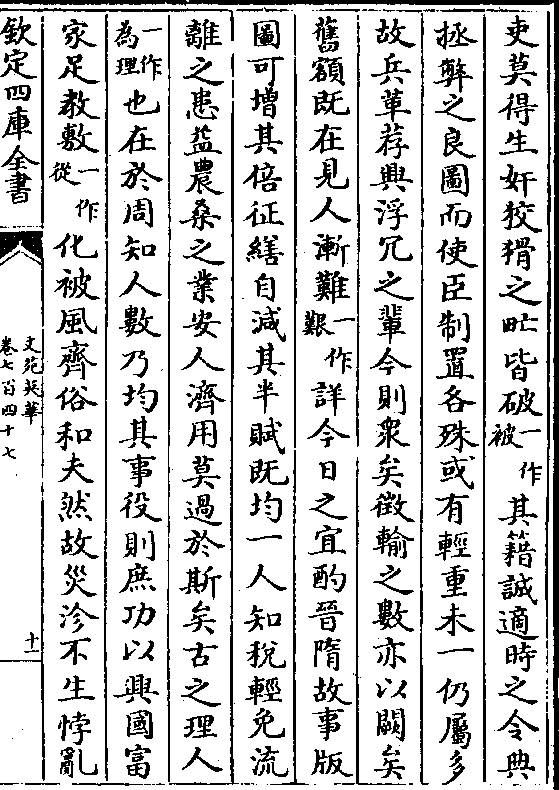 吏莫得生奸狡猾之甿皆破一作被其籍誠適時之令典
拯弊之良圖而使臣制置各殊或有輕重未一仍屬多
故兵革荐興浮冗之輩今則衆矣徵輸之數亦以闕矣
舊額既在見人漸難一作艱詳今日之宜酌晉隋故事版
圖可增其倍征繕自減其半賦既均一人知稅輕免流
離之患益農桑之業安人濟用莫過於斯矣古之理人
一作為理也在於周知人數乃均其事役則庶功以興國富
家足教敷一作從化被風齊俗和夫然故災沴不生悖亂
欽定四庫全書
文苑英華
卷七百四十七
十一